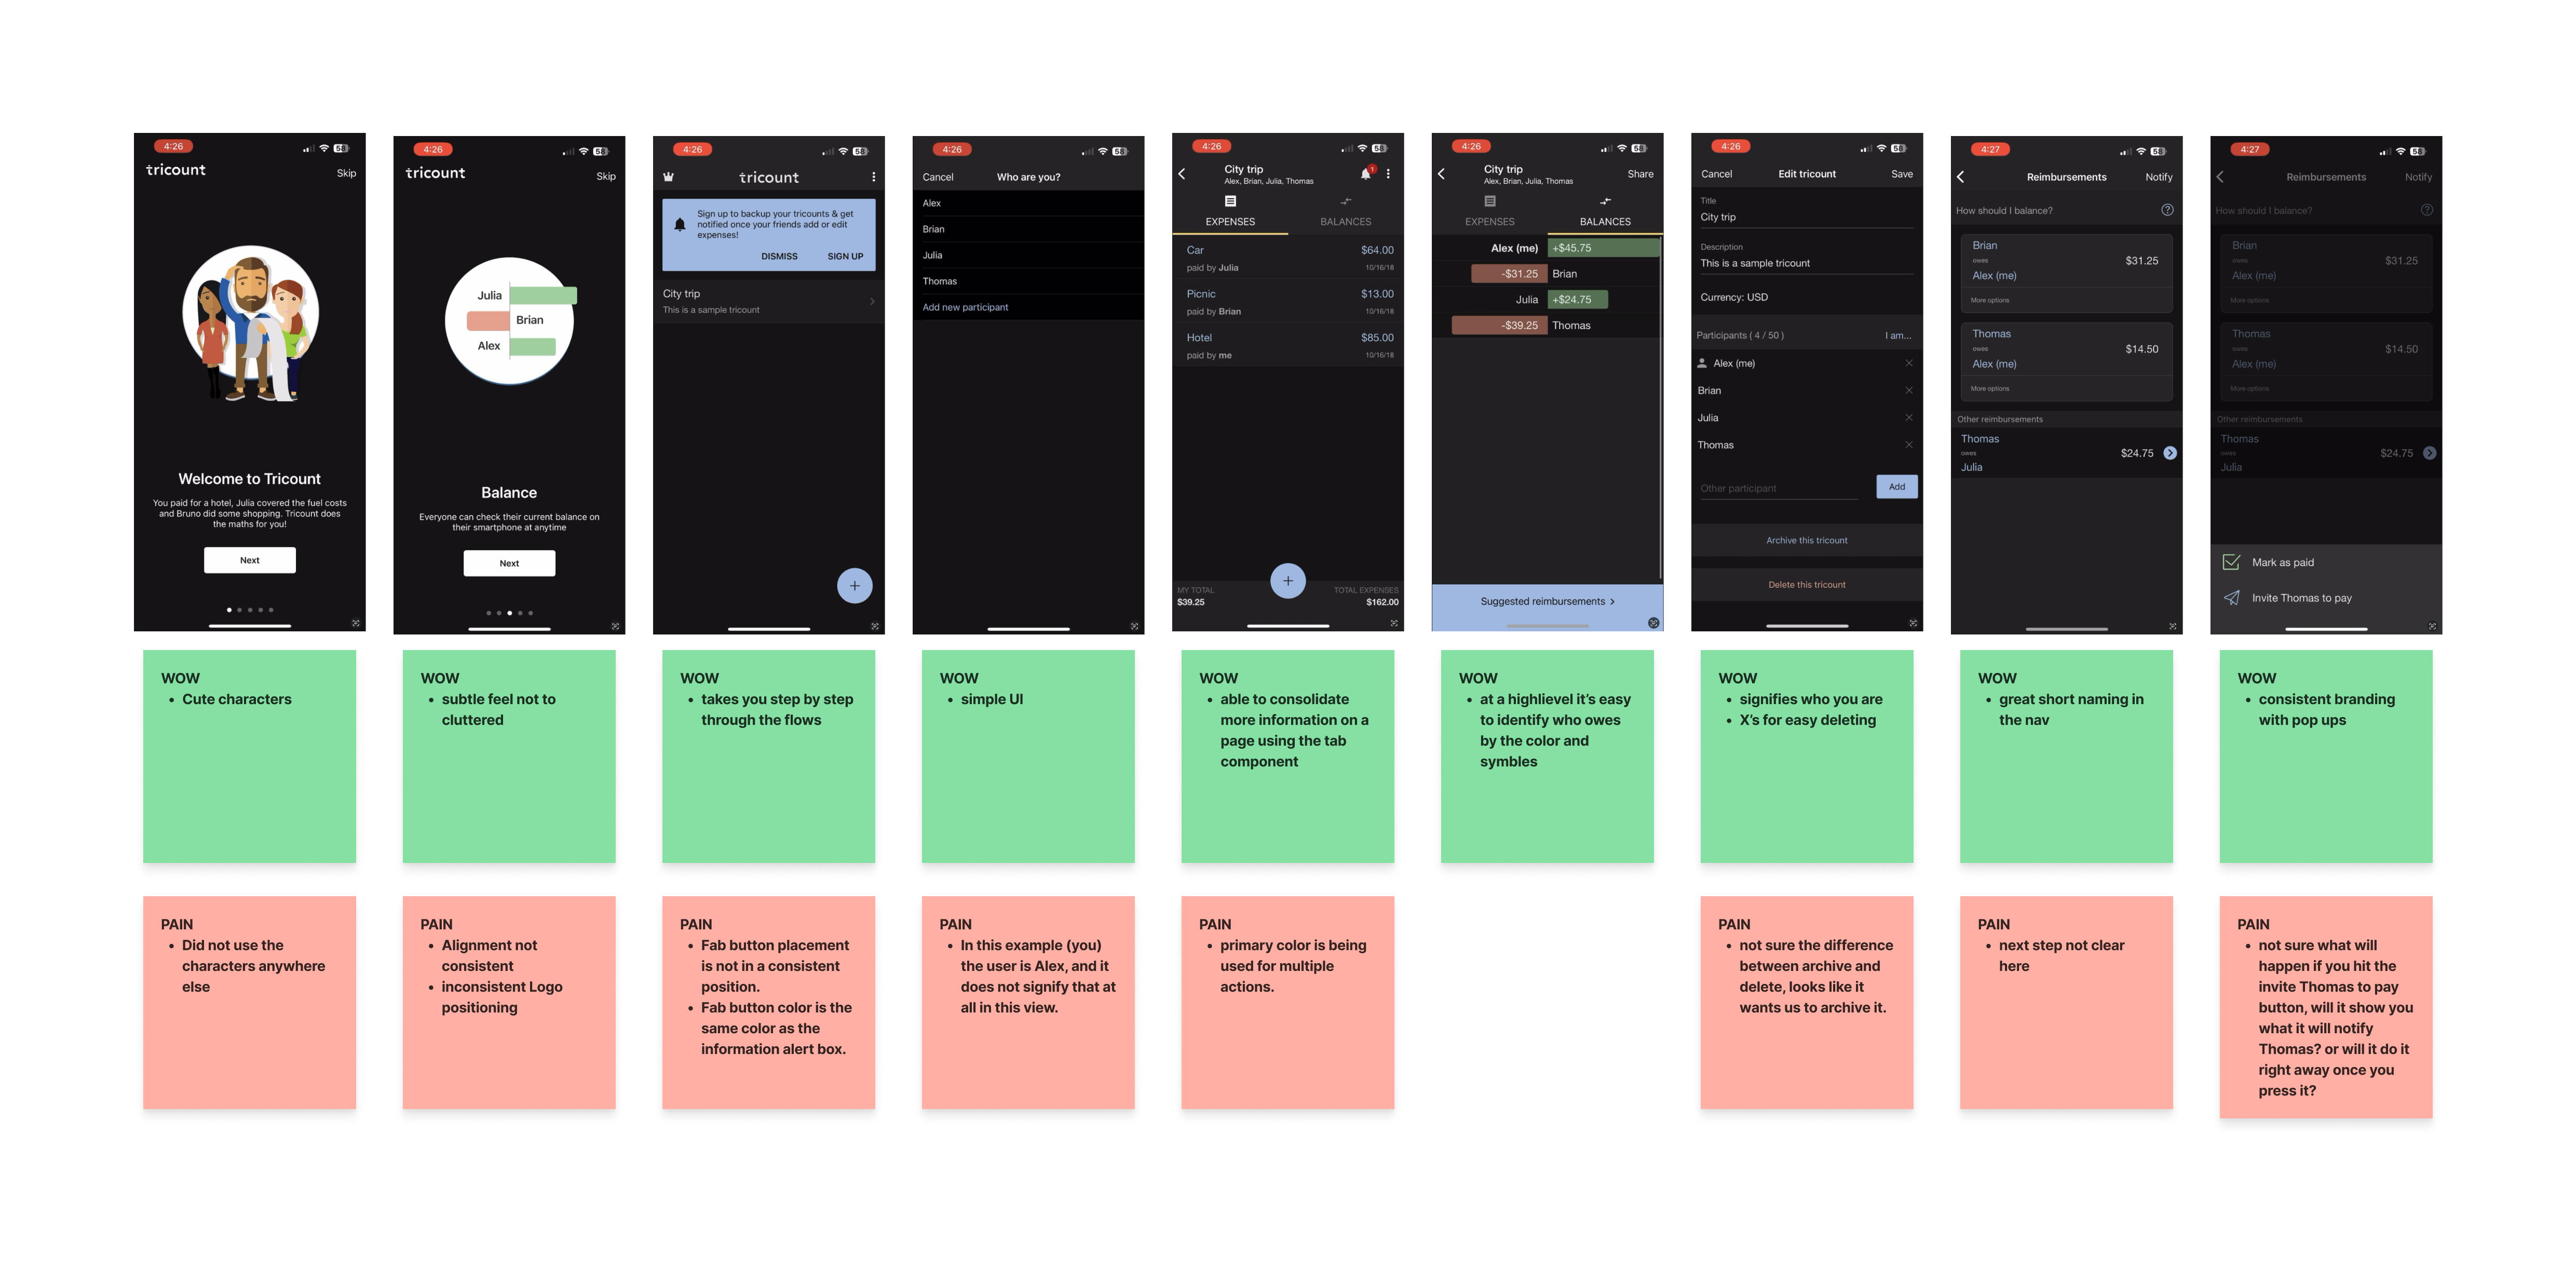 4:26
58
tricount
Skip
Welcome to Tricount
You paid for a hotel, Julia covered the fuel costs
and Bruno did some shopping. Tricount does
the maths for you!
Next
4:26
58
tricount
Skip
Julia
Brian
Alex
Balance
Everyone can check their current balance on
their smartphone at anytime
Next
4:26
58
tricount
Sign up to backup your tricounts & get
notified once your friends add or edit
expenses!
DISMISS SIGN UP
City trip
This is a sample tricount
+
4:26
58
Cancel Who are you?
Alex
Brian
Julia
Thomas
Add new participant
4:26
58
City trip
Alex, Brian, Julia, Thomas
1
EXPENSES BALANCES
Car $64.00
paid by Julia 10/16/18
Picnic $13.00
paid by Brian 10/16/18
Hotel $85.00
paid by me 10/16/18
+
MY TOTAL TOTAL EXPENSES
$39.25 $162.00
4:26
58
City trip
Alex, Brian, Julia, Thomas
Share
EXPENSES BALANCES
Alex (me) +$45.75
-$31.25 Brian
Julia +$24.75
-$39.25 Thomas
Suggested reimbursements >
4:26
58
Cancel Edit tricount Save
Title
City trip
Description
This is a sample tricount
Currency: USD
Participants ( 4 / 50 ) I am...
Alex (me)
Brian
Julia
Thomas
Other participant Add
Archive this tricount
Delete this tricount
4:27
58
Reimbursements Notify
How should I balance? ?
Brian
owes
Alex (me)
$31.25
More options
Thomas
owes
Alex (me)
$14.50
More options
Other reimbursements
Thomas
owes
Julia
$24.75
4:27
58
Reimbursements Notify
How should I balance? ?
Brian
owes
Alex (me)
$31.25
More options
Thomas
owes
Alex (me)
$14.50
More options
Other reimbursements
Thomas
owes
Julia
$24.75
Mark as paid
Invite Thomas to pay
WOW
• Cute characters
WOW
• subtle feel not to
cluttered
WOW
• takes you step by step
through the flows
WOW
• simple UI
WOW
• able to consolidate
more information on a
page using the tab
component
WOW
• at a highlievel it’s easy
to identify who owes
by the color and
symbles
WOW
• signifies who you are
• X’s for easy deleting
WOW
• great short naming in
the nav
WOW
• consistent branding
with pop ups
PAIN
• Did not use the
characters anywhere
else
PAIN
• Alignment not
consistent
• inconsistent Logo
positioning
PAIN
• Fab button placement
is not in a consistent
position.
• Fab button color is the
same color as the
information alert box.
PAIN
• In this example (you)
the user is Alex, and it
does not signify that at
all in this view.
PAIN
• primary color is being
used for multiple
actions.
PAIN
• not sure the difference
between archive and
delete, looks like it
wants us to archive it.
PAIN
• next step not clear
here
PAIN
• not sure what will
happen if you hit the
invite Thomas to pay
button, will it show you
what it will notify
Thomas? or will it do it
right away once you
press it?